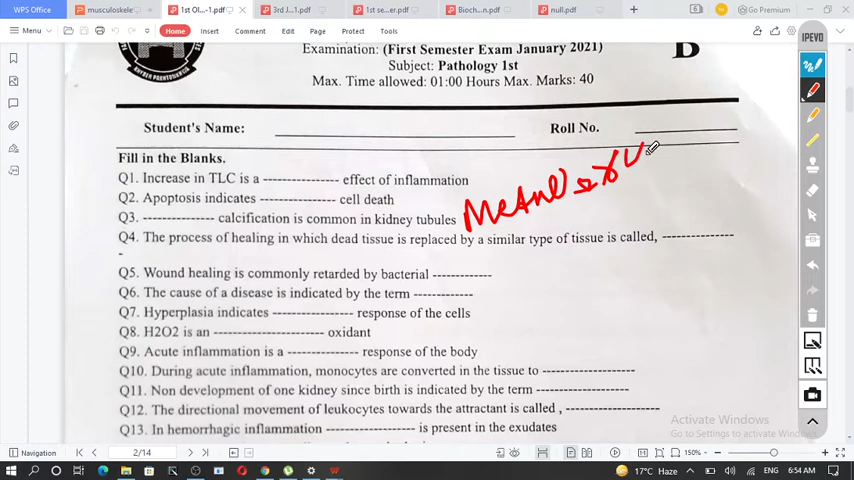 WPS Office
musculoskele
1st Ol...-1.pdf
3rd J...1.pdf
1st se...er.pdf
Bioch...n.pdf
null.pdf
6
Go Premium
Menu
Home
Insert
Comment
Edit
Page
Protect
Tools
IPEVO
KHYBER PAKHTUNKHWA
Examination: (First Semester Exam January 2021)
B
Subject: Pathology 1st
Max. Time allowed: 01:00 Hours Max. Marks: 40
Student's Name: ____________ Roll No. ____________
Fill in the Blanks.
Q1. Increase in TLC is a -------------- effect of inflammation
Q2. Apoptosis indicates -------------- cell death
Q3. -------------- calcification is common in kidney tubules
Q4. The process of healing in which dead tissue is replaced by a similar type of tissue is called, --------------
-
Q5. Wound healing is commonly retarded by bacterial ------------
Q6. The cause of a disease is indicated by the term ------------
Q7. Hyperplasia indicates ---------------- response of the cells
Q8. H2O2 is an ---------------------- oxidant
Q9. Acute inflammation is a -------------- response of the body
Q10. During acute inflammation, monocytes are converted in the tissue to ------------------
Q11. Non development of one kidney since birth is indicated by the term ------------------
Q12. The directional movement of leukocytes towards the attractant is called , ------------------
Q13. In hemorrhagic inflammation ------------------ is present in the exudates
Activate Windows
Go to Settings to activate Windows.
Navigation
2/14
150%
17°C Haze
ENG
6:54 AM